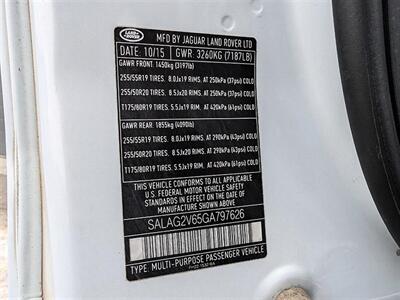 LAND
ROVER
MFD BY JAGUAR LAND ROVER LTD
DATE: 10/15 GWR: 3260KG (7187LB)
GAWR FRONT: 1450kg (3197lb)
255/55R19 TIRES. 8.0Jx19 RIMS. AT 250kPa (37psi) COLD
255/50R20 TIRES. 8.5Jx20 RIMS. AT 250kPa (37psi) COLD
T175/80R19 TIRES. 5.5Jx19 RIM. AT 420kPa (61psi) COLD
GAWR REAR: 1855kg (4090lb)
255/55R19 TIRES. 8.0Jx19 RIMS. AT 290kPa (43psi) COLD
255/50R20 TIRES. 8.5Jx20 RIMS. AT 290kPa (43psi) COLD
T175/80R19 TIRES. 5.5Jx19 RIM. AT 420kPa (61psi) COLD
THIS VEHICLE CONFORMS TO ALL APPLICABLE
U.S. FEDERAL MOTOR VEHICLE SAFETY
STANDARDS IN EFFECT ON THE DATE OF
MANUFACTURE SHOWN ABOVE.
SALAG2V65GA797626
TYPE: MULTI-PURPOSE PASSENGER VEHICLE